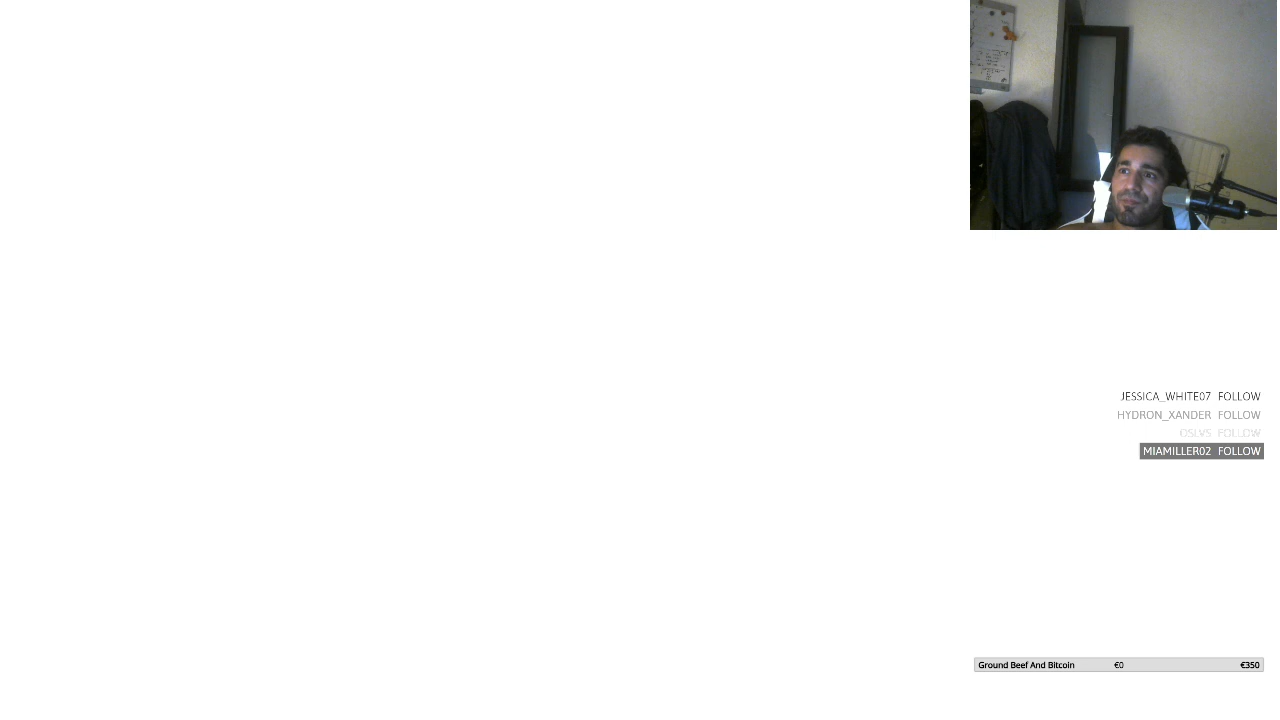 JESSICA_WHITE07 FOLLOW
HYDRON_XANDER FOLLOW
OSLVS FOLLOW
MIAMILLER02 FOLLOW
Ground Beef And Bitcoin €0 €350